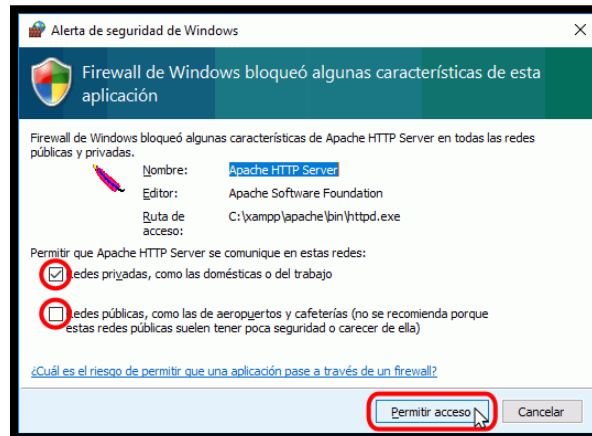 Alerta de seguridad de Windows
Firewall de Windows bloqueó algunas características de esta
aplicación
Firewall de Windows bloqueó algunas características de Apache HTTP Server en todas las redes
públicas y privadas.
Nombre: Apache HTTP Server
Editor: Apache Software Foundation
Ruta de C:\xampp\apache\bin\httpd.exe
acceso:
Permitir que Apache HTTP Server se comunique en estas redes:
Redes privadas, como las domésticas o del trabajo
Redes públicas, como las de aeropuertos y cafeterías (no se recomienda porque
estas redes públicas suelen tener poca seguridad o carecer de ella)
¿Cuál es el riesgo de permitir que una aplicación pase a través de un firewall?
Permitir acceso Cancelar